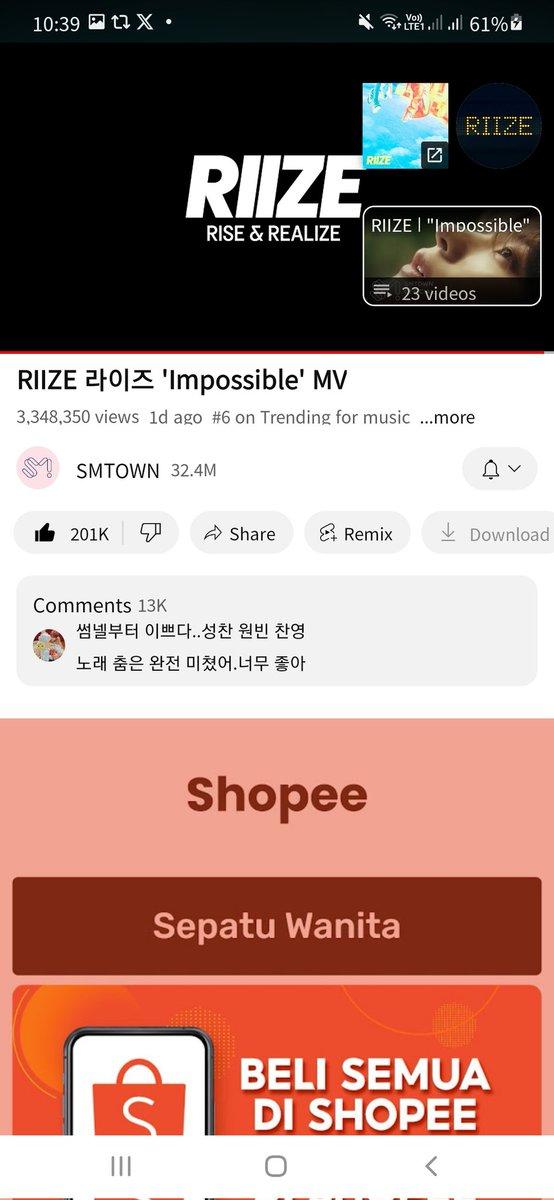 10:39
Vo))
LTE1
61%
RIIZE
RIIZE
RIIZE
RISE & REALIZE
RIIZE | "Impossible"
23 videos
RIIZE 라이즈 'Impossible' MV
3,348,350 views 1d ago #6 on Trending for music ...more
SMTOWN 32.4M
201K
Share
Remix
Download
Comments 13K
썸넬부터 이쁘다..성찬 원빈 찬영
노래 춤은 완전 미쳤어.너무 좋아
Shopee
Sepatu Wanita
BELI SEMUA
DI SHOPEE